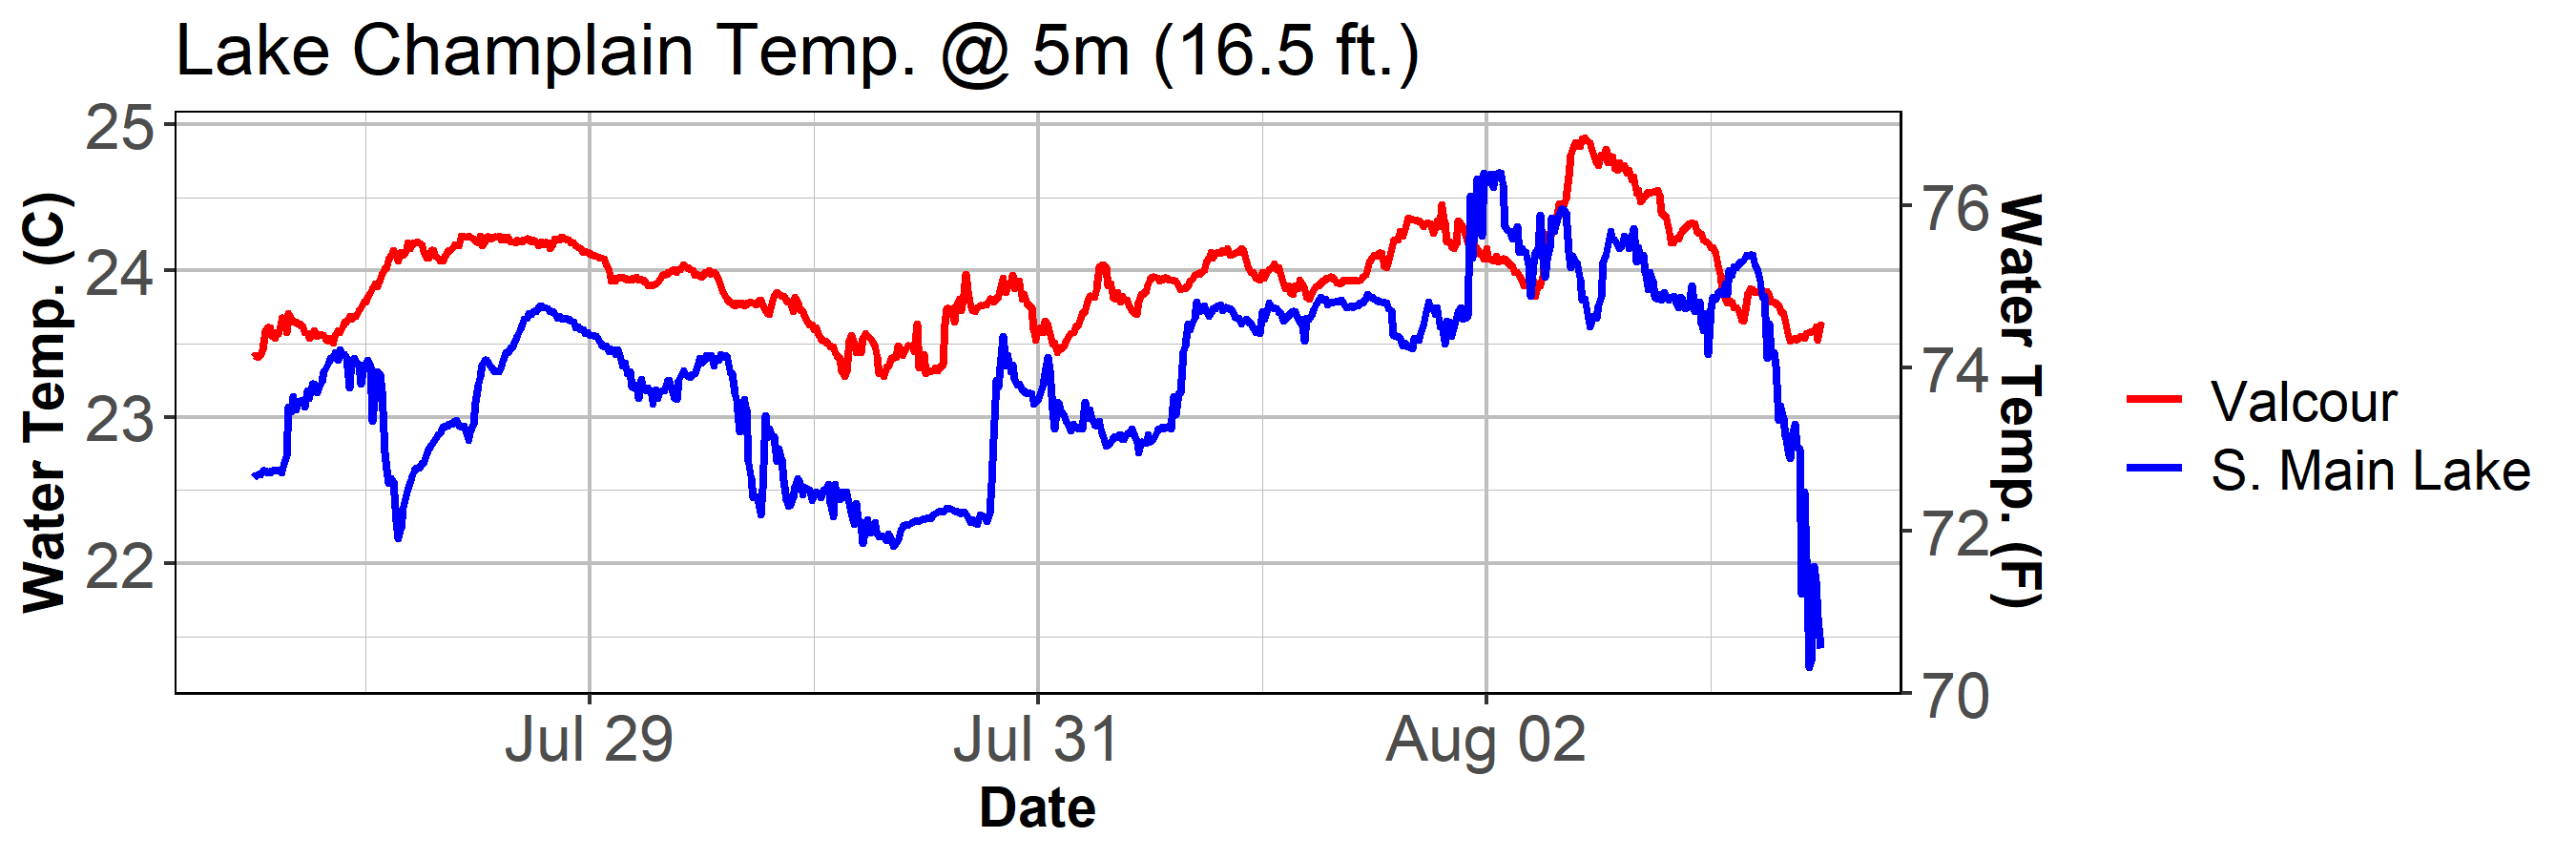 Lake Champlain Temp. @ 5m (16.5 ft.)
Water Temp. (C)
25
24
23
22
76
74
72
70
Water Temp. (F)
Jul 29
Jul 31
Aug 02
Date
Valcour
S. Main Lake